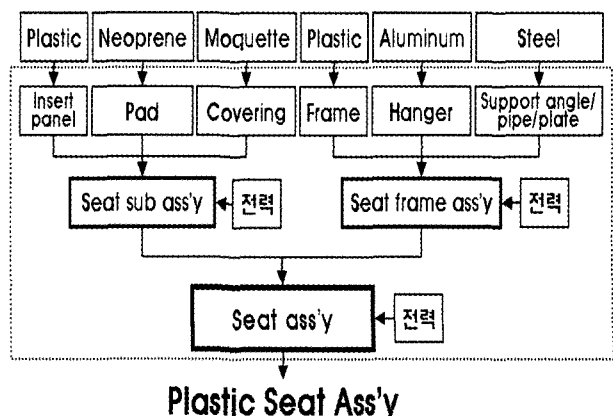 Plastic Neoprene Moquette Plastic Aluminum Steel
Insert panel Pad Covering Frame Hanger Support angle/ pipe/plate
Seat sub ass'y 전력 Seat frame ass'y 전력
Seat ass'y 전력
Plastic Seat Ass'y